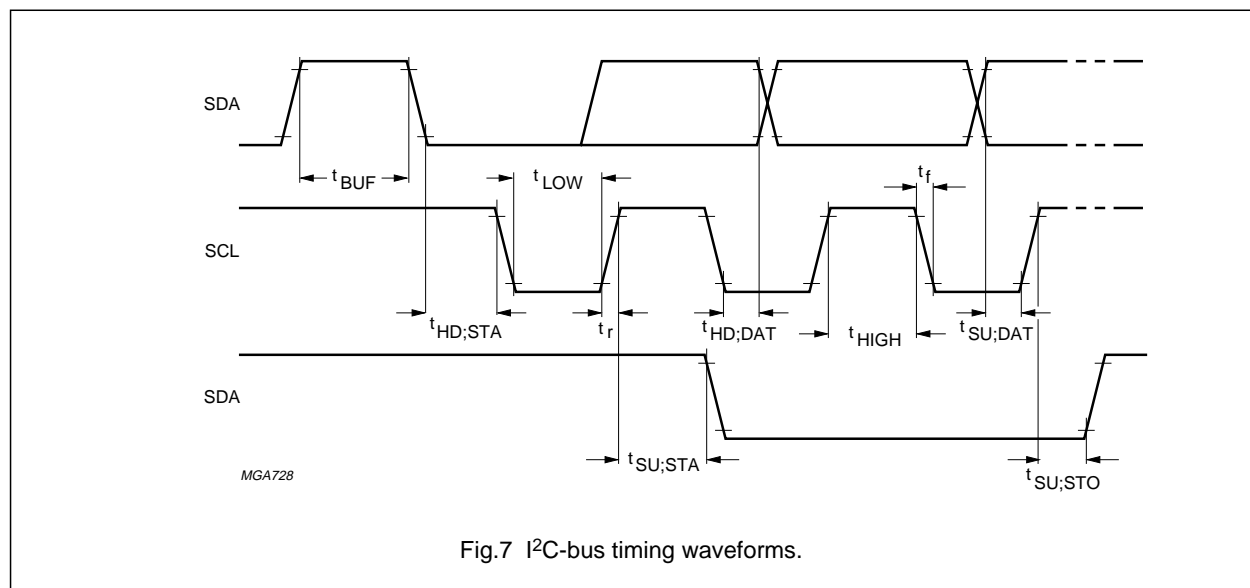 SDA
t BUF
t LOW
t f
SCL
t HD;STA
t r
t HD;DAT
t HIGH
t SU;DAT
SDA
t SU;STA
t SU;STO
MGA728
Fig.7 I²C-bus timing waveforms.